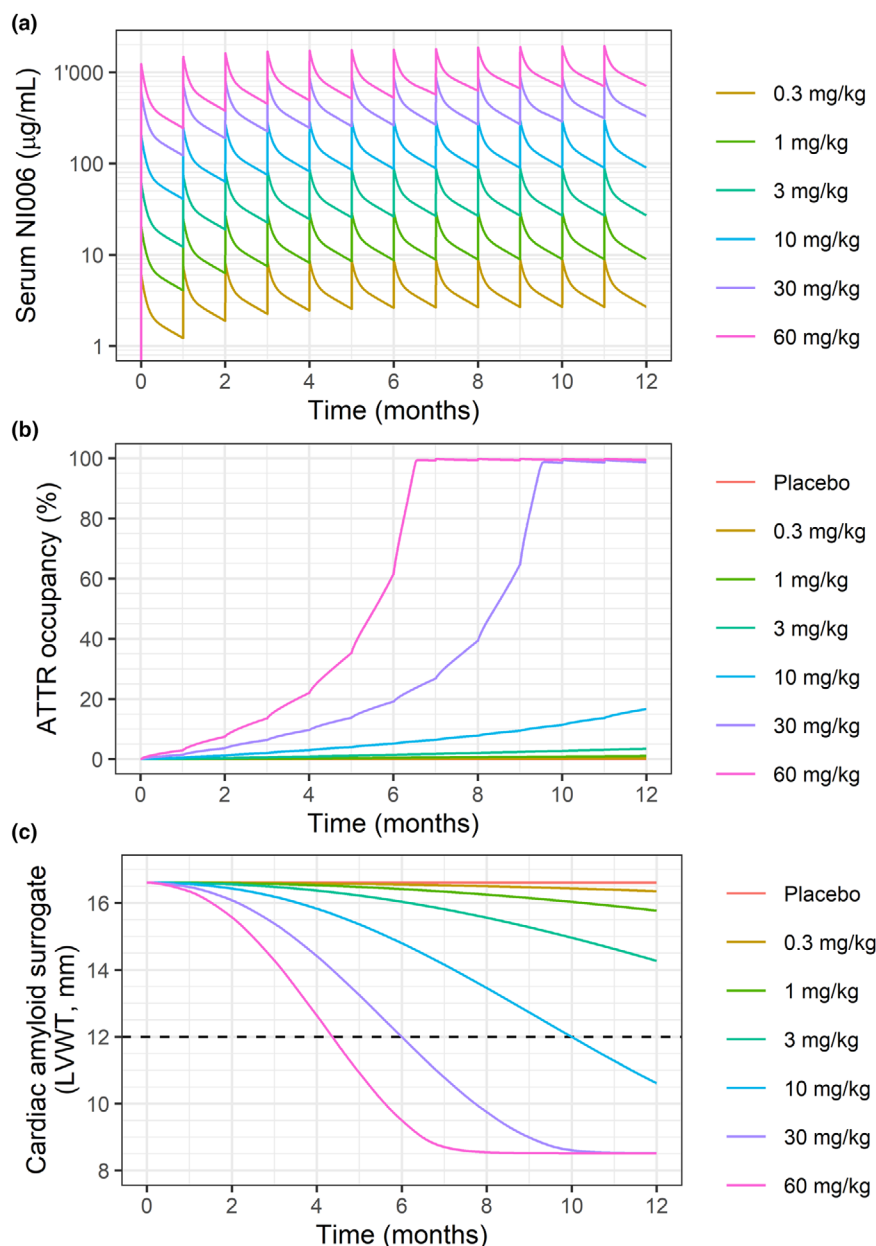 (a)
Serum NI006 (µg/mL)
1'000
100
10
1
0
2
4
6
8
10
12
Time (months)
0.3 mg/kg
1 mg/kg
3 mg/kg
10 mg/kg
30 mg/kg
60 mg/kg
(b)
ATTR occupancy (%)
100
80
60
40
20
0
0
2
4
6
8
10
12
Time (months)
Placebo
0.3 mg/kg
1 mg/kg
3 mg/kg
10 mg/kg
30 mg/kg
60 mg/kg
(c)
Cardiac amyloid surrogate
(LVWT, mm)
16
14
12
10
8
0
2
4
6
8
10
12
Time (months)
Placebo
0.3 mg/kg
1 mg/kg
3 mg/kg
10 mg/kg
30 mg/kg
60 mg/kg